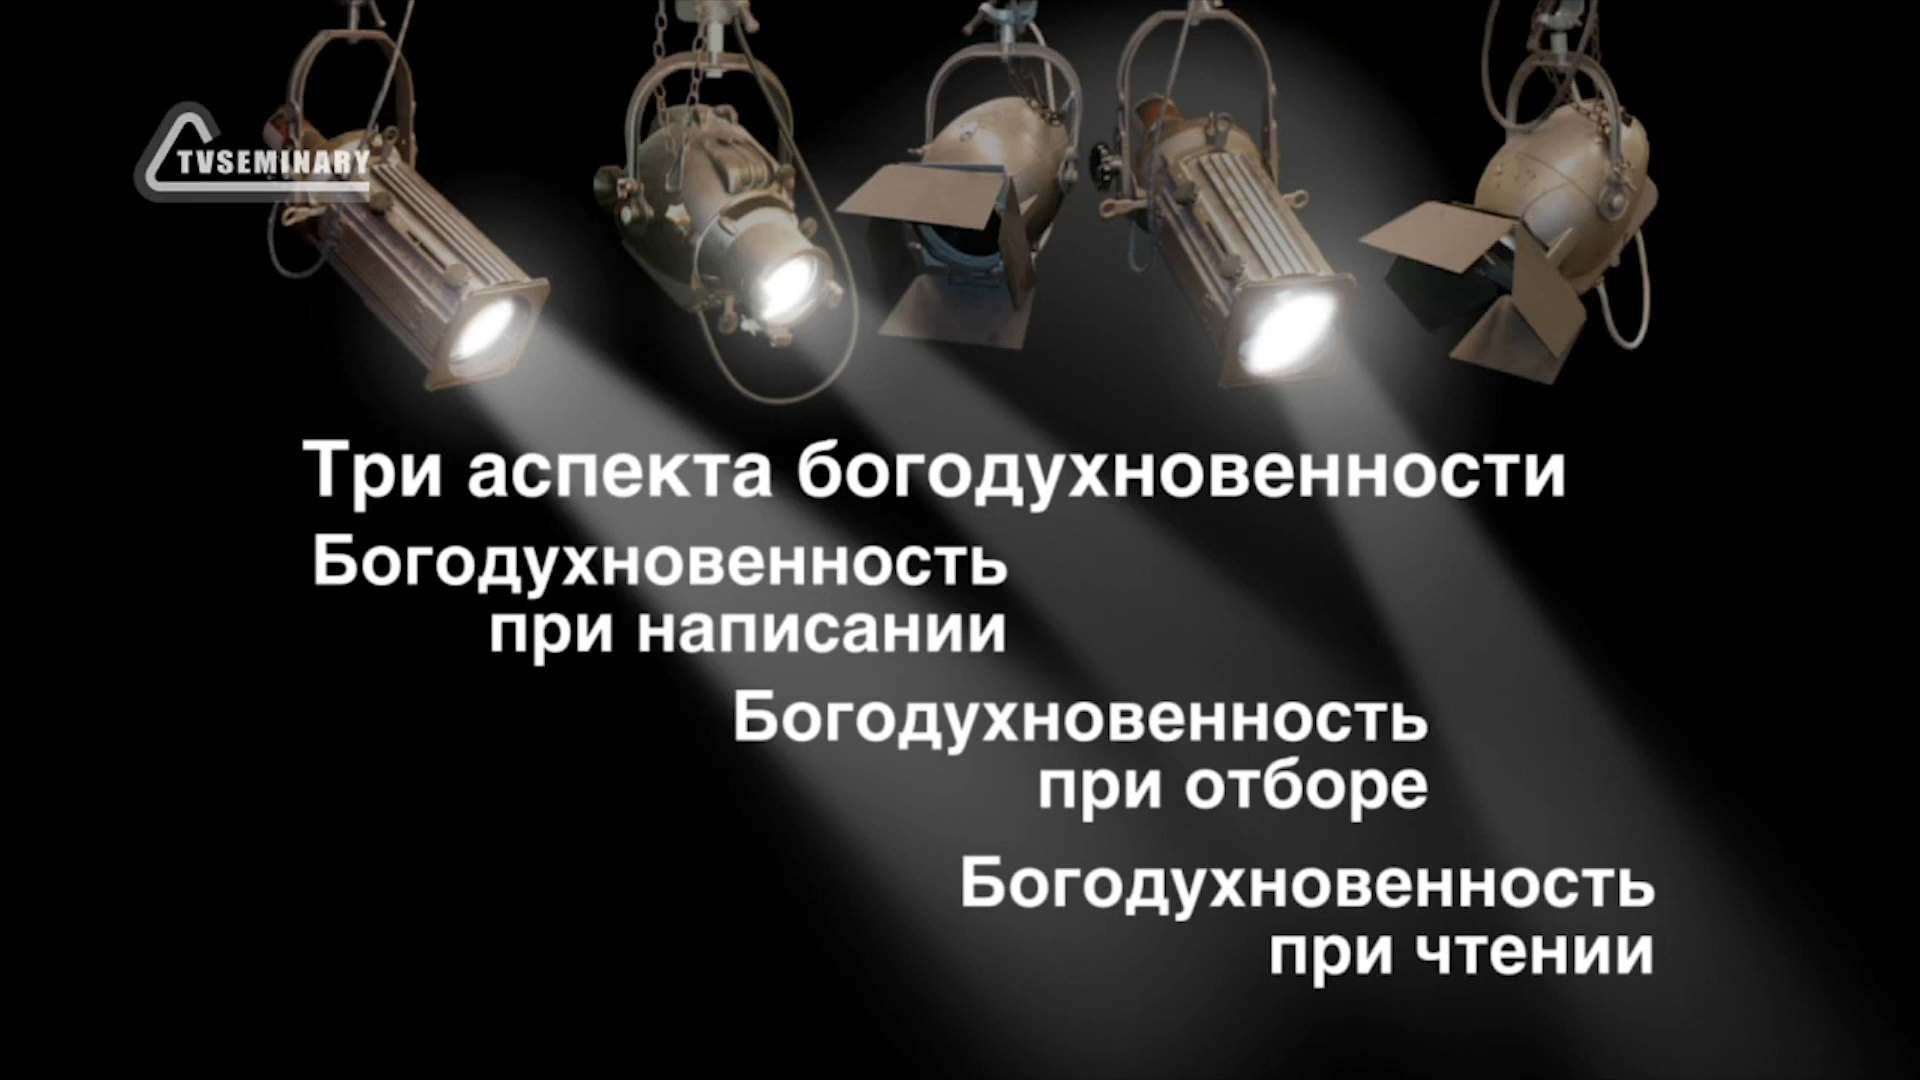 TVSEMINARY
Три аспекта богодухновенности
Богодухновенность
при написании
Богодухновенность
при отборе
Богодухновенность
при чтении